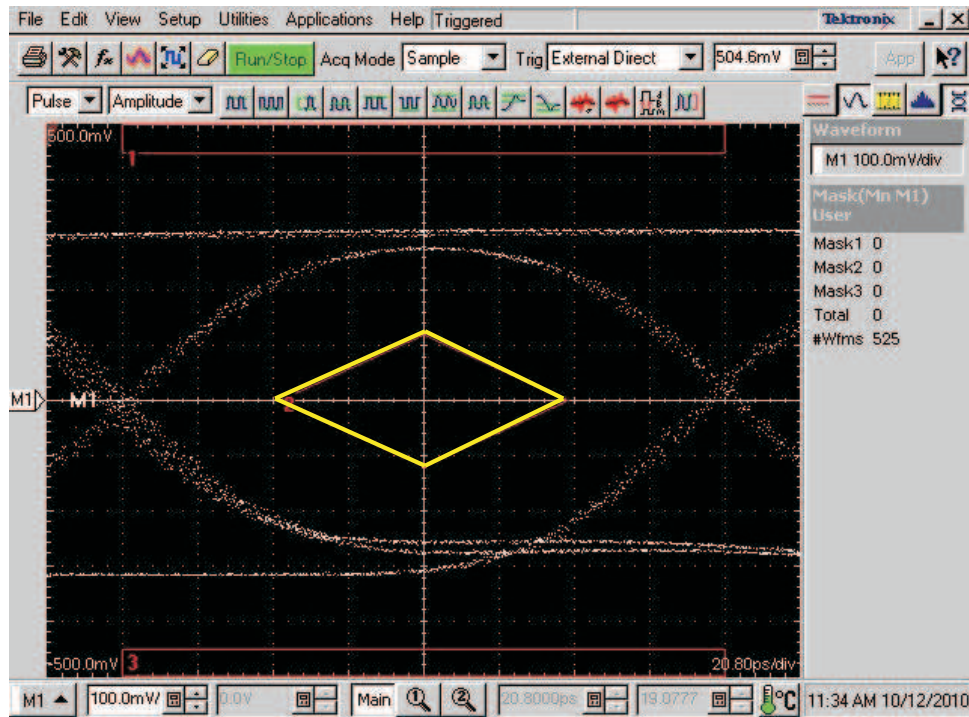 File Edit View Setup Utilities Applications Help Triggered Tektronix
Run/Stop Acq Mode Sample Trig External Direct 504.6mV App
Pulse Amplitude
500.0mV
1
Waveform
M1 100.0mV/div
Mask(Mn M1)
User
Mask1 0
Mask2 0
Mask3 0
Total 0
#Wfms 525
M1 M1
2
-500.0mV 3 20.80ps/div
M1 100.0mV/ 0.0V Main 1 2 20.8000ps 19.0777 °C 11:34 AM 10/12/2010